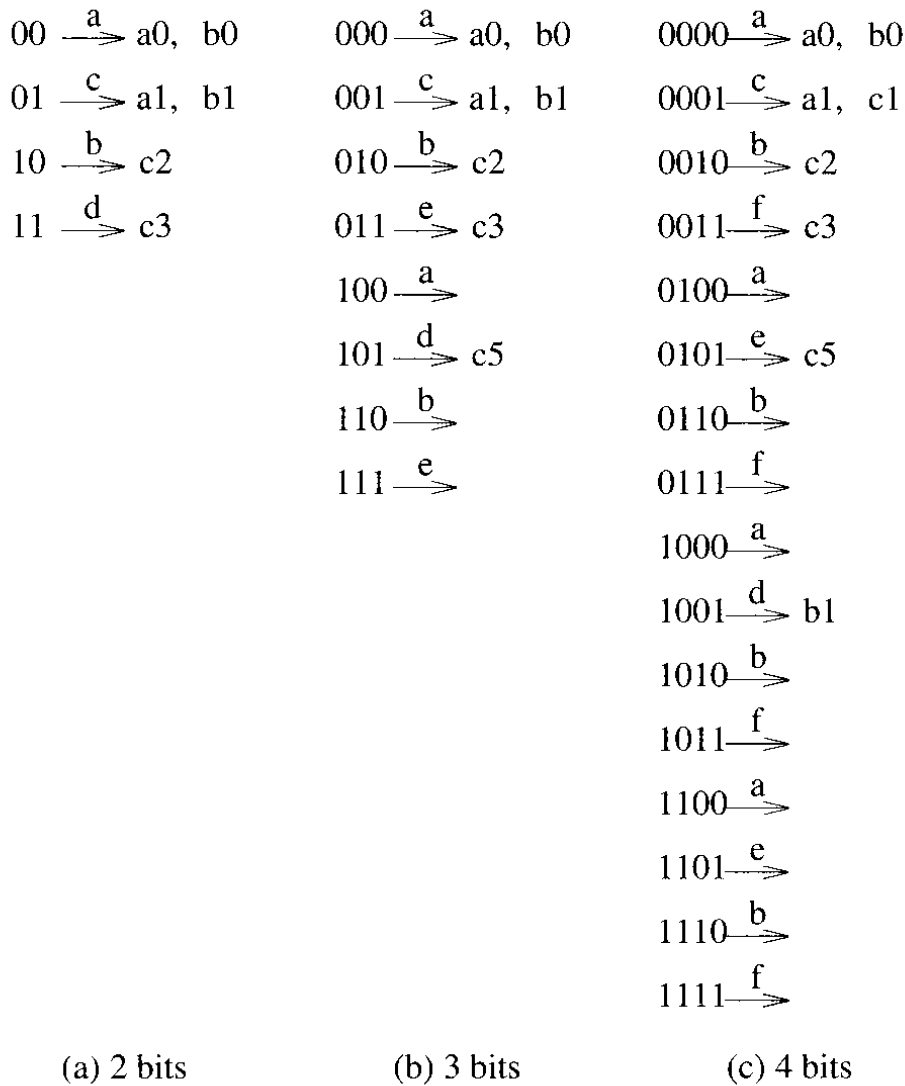 00 a a0, b0 000 a a0, b0 0000 a a0, b0
01 c a1, b1 001 c a1, b1 0001 c a1, c1
10 b c2 010 b c2 0010 b c2
11 d c3 011 e c3 0011 f c3
100 a 0100 a
101 d c5 0101 e c5
110 b 0110 b
111 e 0111 f
1000 a
1001 d b1
1010 b
1011 f
1100 a
1101 e
1110 b
1111 f
(a) 2 bits (b) 3 bits (c) 4 bits